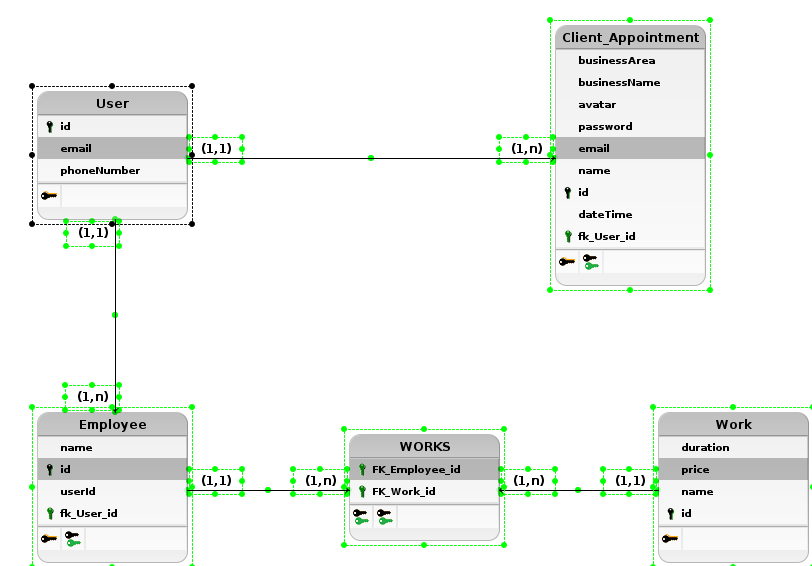 Client_Appointment
businessArea
businessName
avatar
password
email
name
id
dateTime
fk_User_id
User
id
email
phoneNumber
(1,1)
(1,n)
(1,1)
(1,n)
Employee
name
id
userId
fk_User_id
(1,1)
(1,n)
WORKS
FK_Employee_id
FK_Work_id
(1,n)
(1,1)
Work
duration
price
name
id